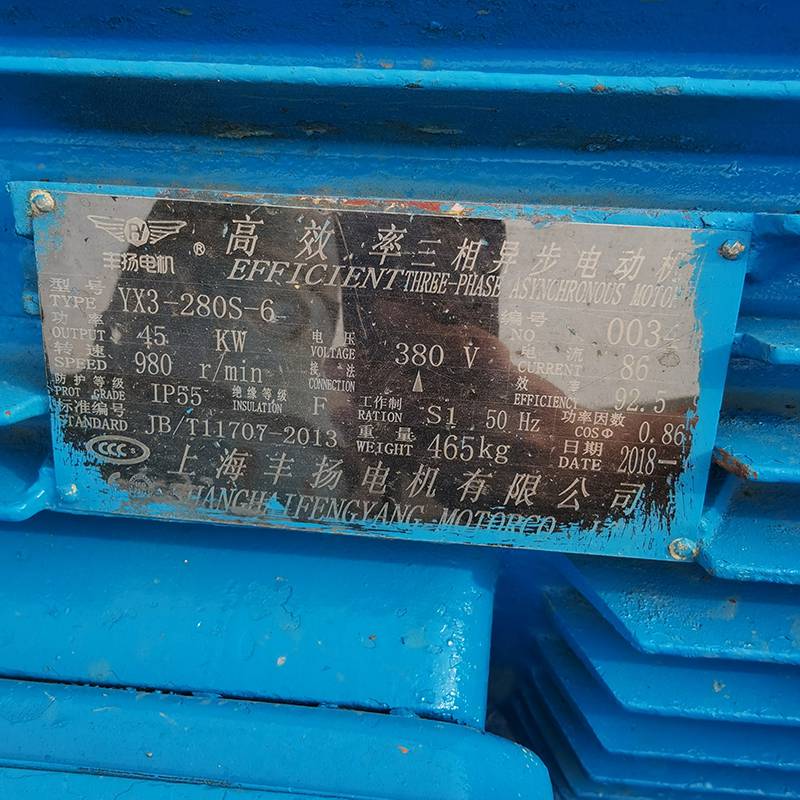 丰扬电机 ®
高效率三相异步电动机
EFFICIENT THREE-PHASE ASYNCHRONOUS MOTOR
型号 TYPE YX3-280S-6 编号 NO 003
功率 OUTPUT 45 KW 电压 VOLTAGE 380 V 电流 CURRENT 86
转速 SPEED 980 r/min 接法 CONNECTION △ 效率 EFFICIENCY 92.5
防护等级 PROT GRADE IP55 绝缘等级 INSULATION F 工作制 RATION S1 50 Hz 功率因数 COSΦ 0.86
标准编号 STANDARD JB/T11707-2013 重量 WEIGHT 465kg 日期 DATE 2018-
CCC 上海丰扬电机有限公司
SHANGHAIFENGYANG MOTORCO